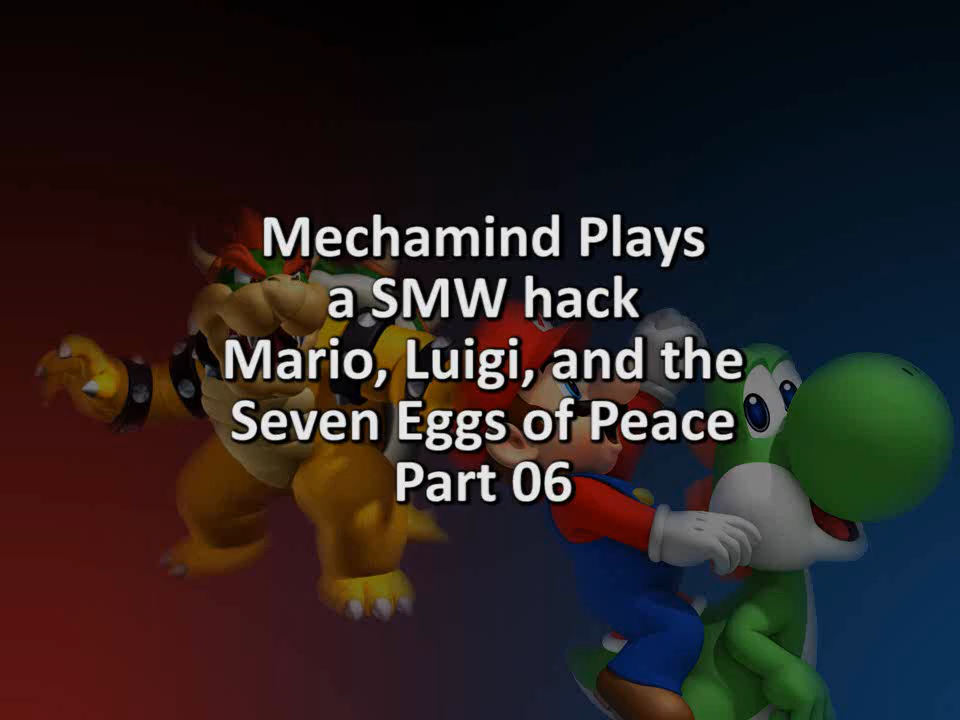 Mechamind Plays
a SMW hack
Mario, Luigi, and the
Seven Eggs of Peace
Part 06